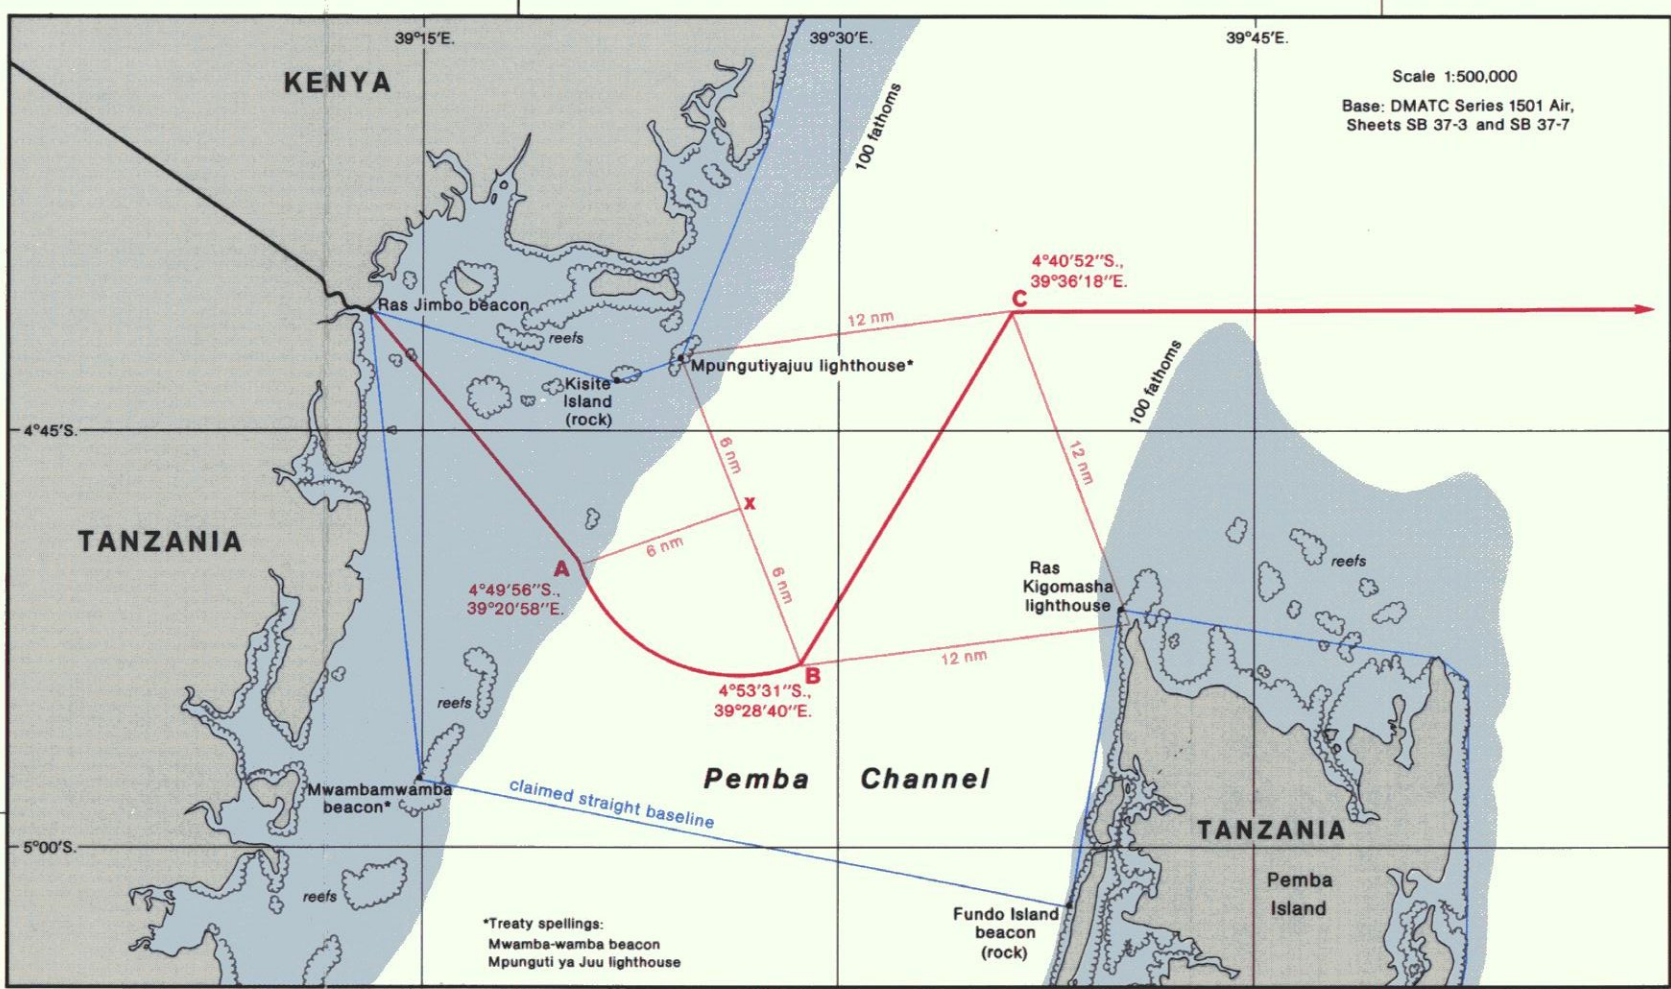 39°15′E.
39°30′E.
39°45′E.
KENYA
Scale 1:500,000
Base: DMATC Series 1501 Air,
Sheets SB 37-3 and SB 37-7
100 fathoms
4°40′52″S.,
39°36′18″E.
C
Ras Jimbo beacon
12 nm
reefs
Mpungutiyajuu lighthouse*
Kisite
Island
(rock)
100 fathoms
4°45′S.
6 nm
12 nm
X
TANZANIA
6 nm
A
6 nm
4°49′56″S.,
39°20′58″E.
reefs
Ras
Kigomasha
lighthouse
12 nm
B
4°53′31″S.,
39°28′40″E.
reefs
Pemba Channel
Mwambamwamba
beacon*
claimed straight baseline
TANZANIA
5°00′S.
Pemba
Island
reefs
Fundo Island
beacon
(rock)
*Treaty spellings:
Mwamba-wamba beacon
Mpunguti ya Juu lighthouse